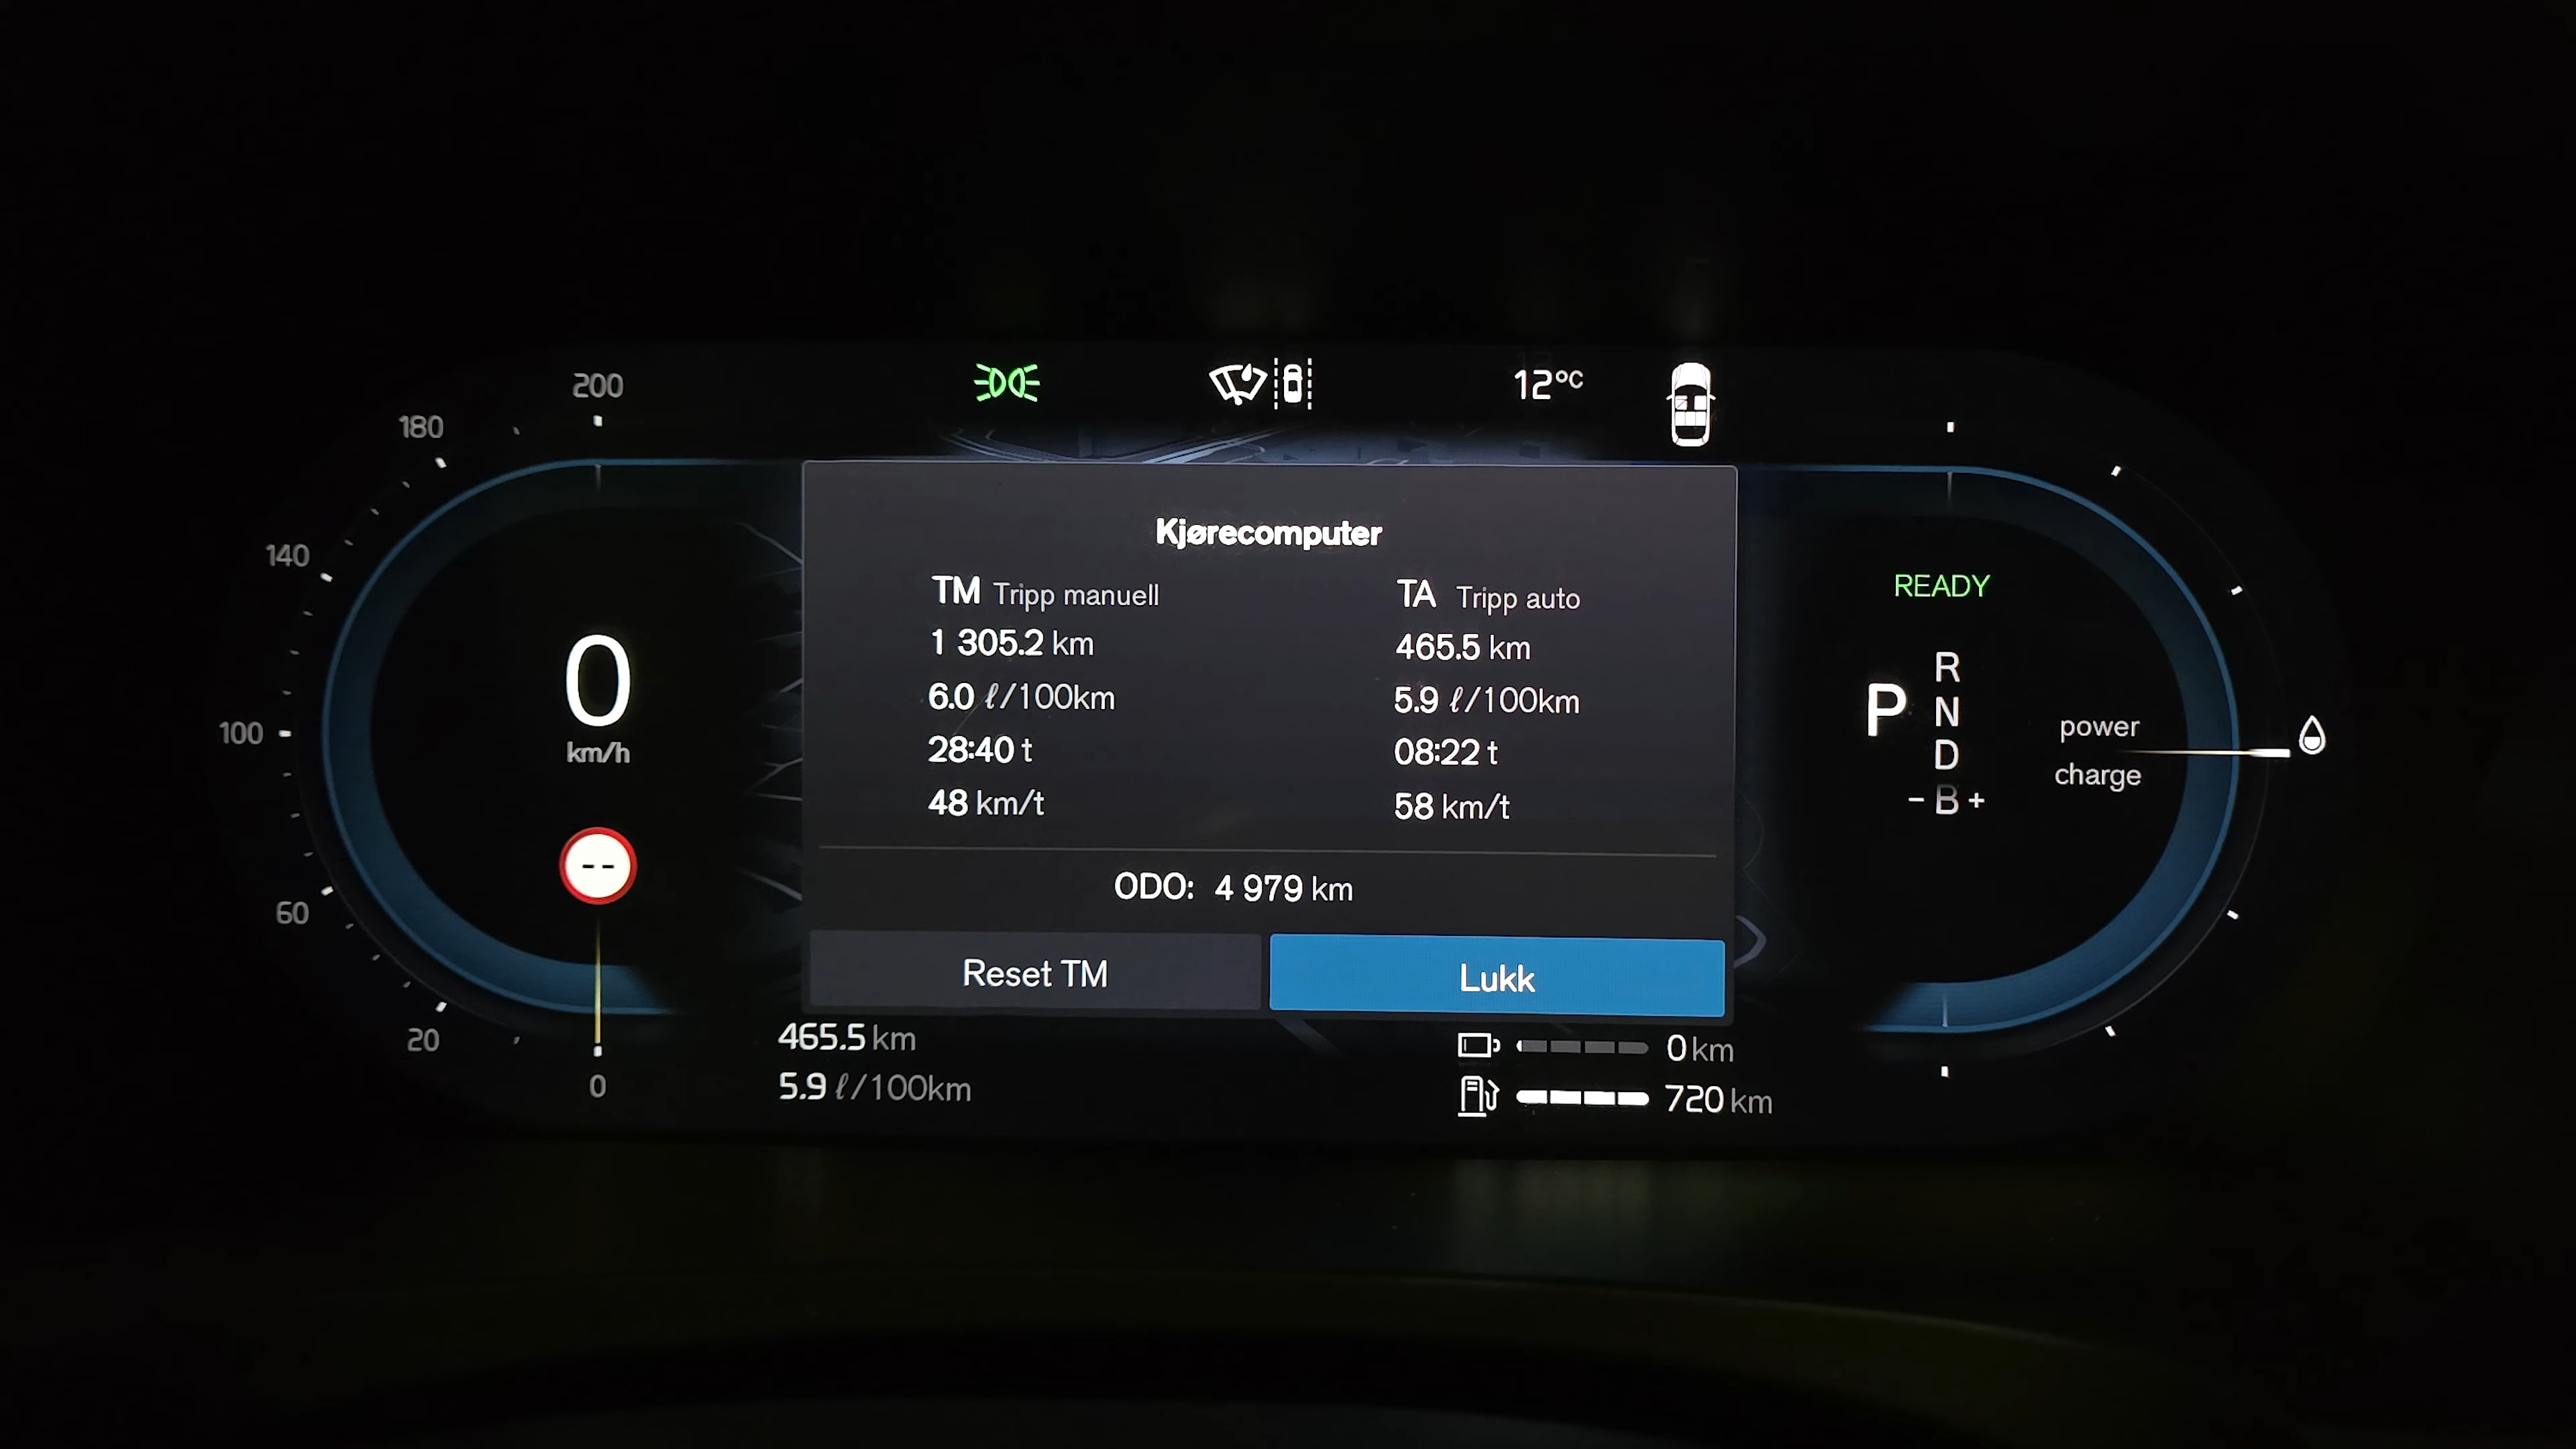 200
180
140
100
60
20
0
0
km/h
--
12°C
Kjørecomputer
TM Tripp manuell
1 305.2 km
6.0 ℓ/100km
28:40 t
48 km/t
TA Tripp auto
465.5 km
5.9 ℓ/100km
08:22 t
58 km/t
ODO: 4 979 km
Reset TM
Lukk
465.5 km
5.9 ℓ/100km
0 km
720 km
READY
P
R
N
D
- B +
power
charge